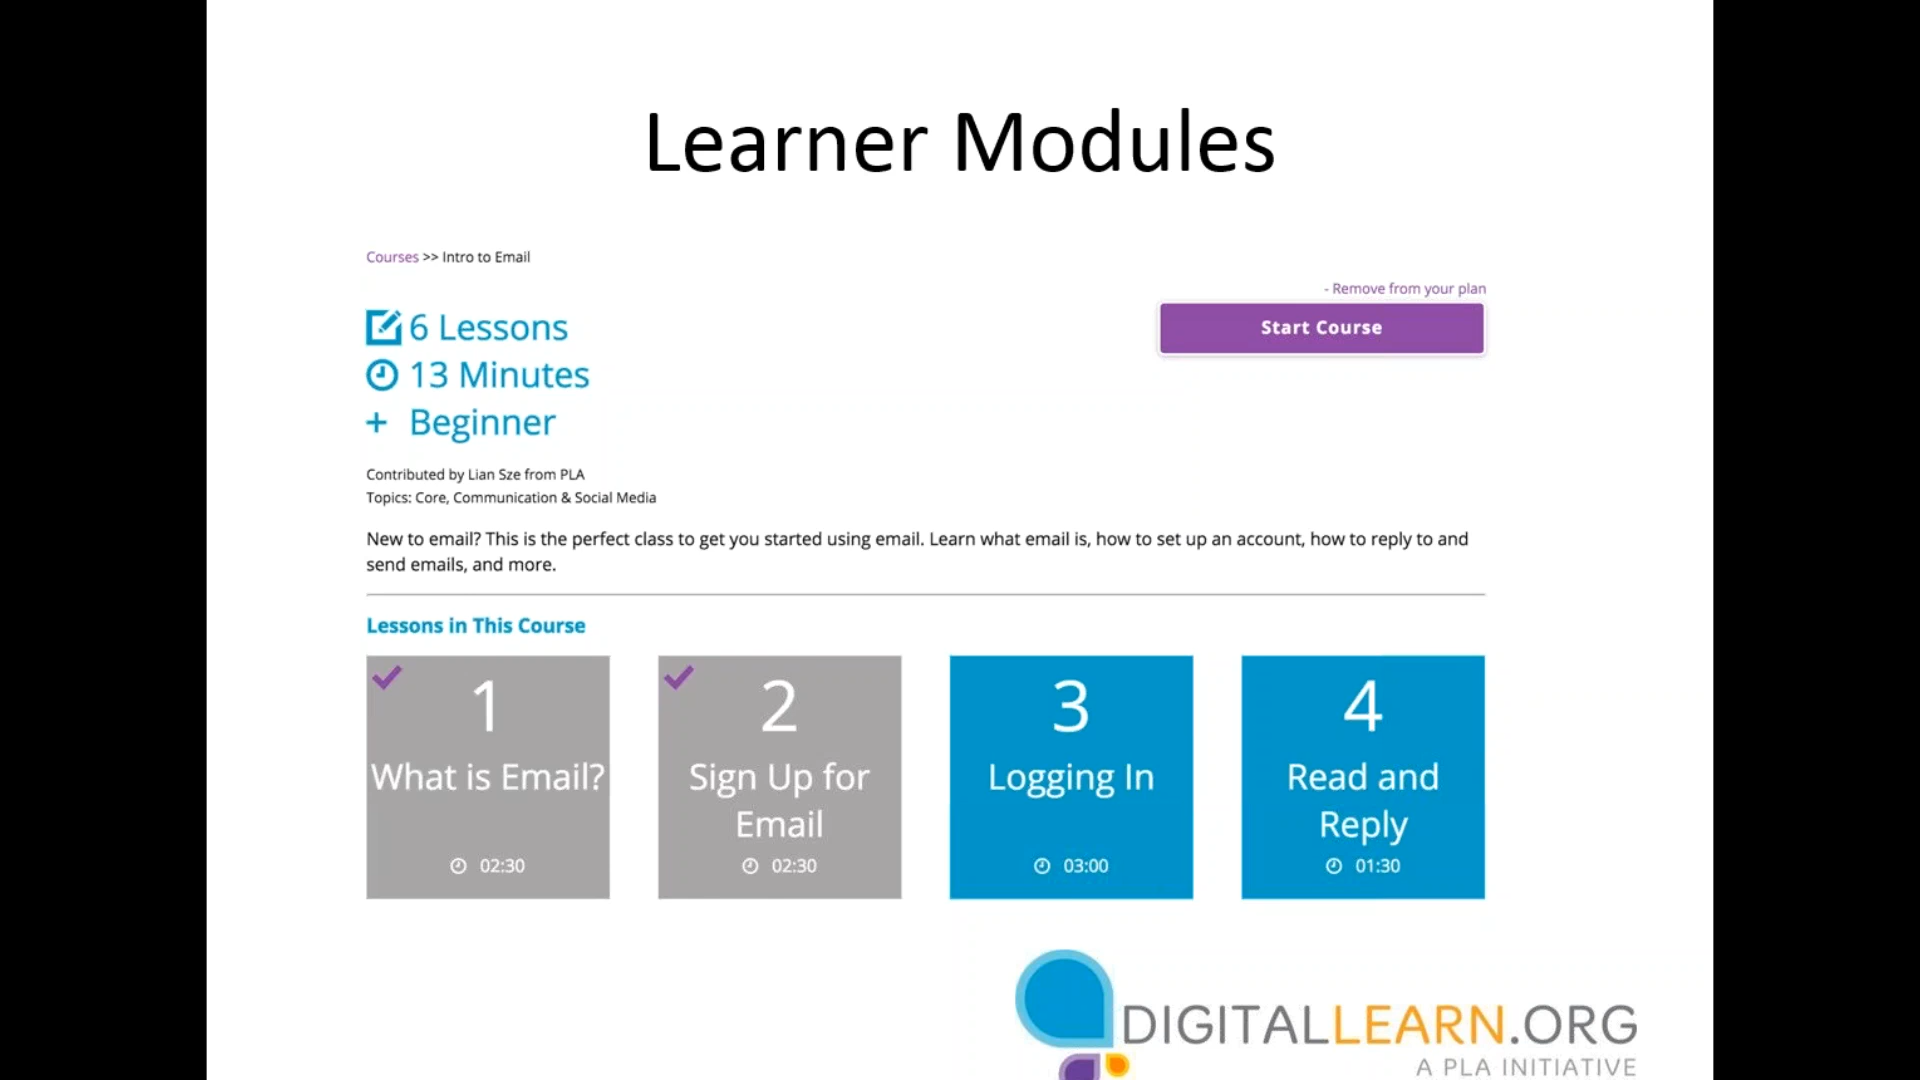 Learner Modules
Courses >> Intro to Email
- Remove from your plan
Start Course
6 Lessons
13 Minutes
+ Beginner
Contributed by Lian Sze from PLA
Topics: Core, Communication & Social Media
New to email? This is the perfect class to get you started using email. Learn what email is, how to set up an account, how to reply to and
send emails, and more.
Lessons in This Course
1
What is Email?
02:30
2
Sign Up for
Email
02:30
3
Logging In
03:00
4
Read and
Reply
01:30
DIGITALLEARN.ORG
A PLA INITIATIVE